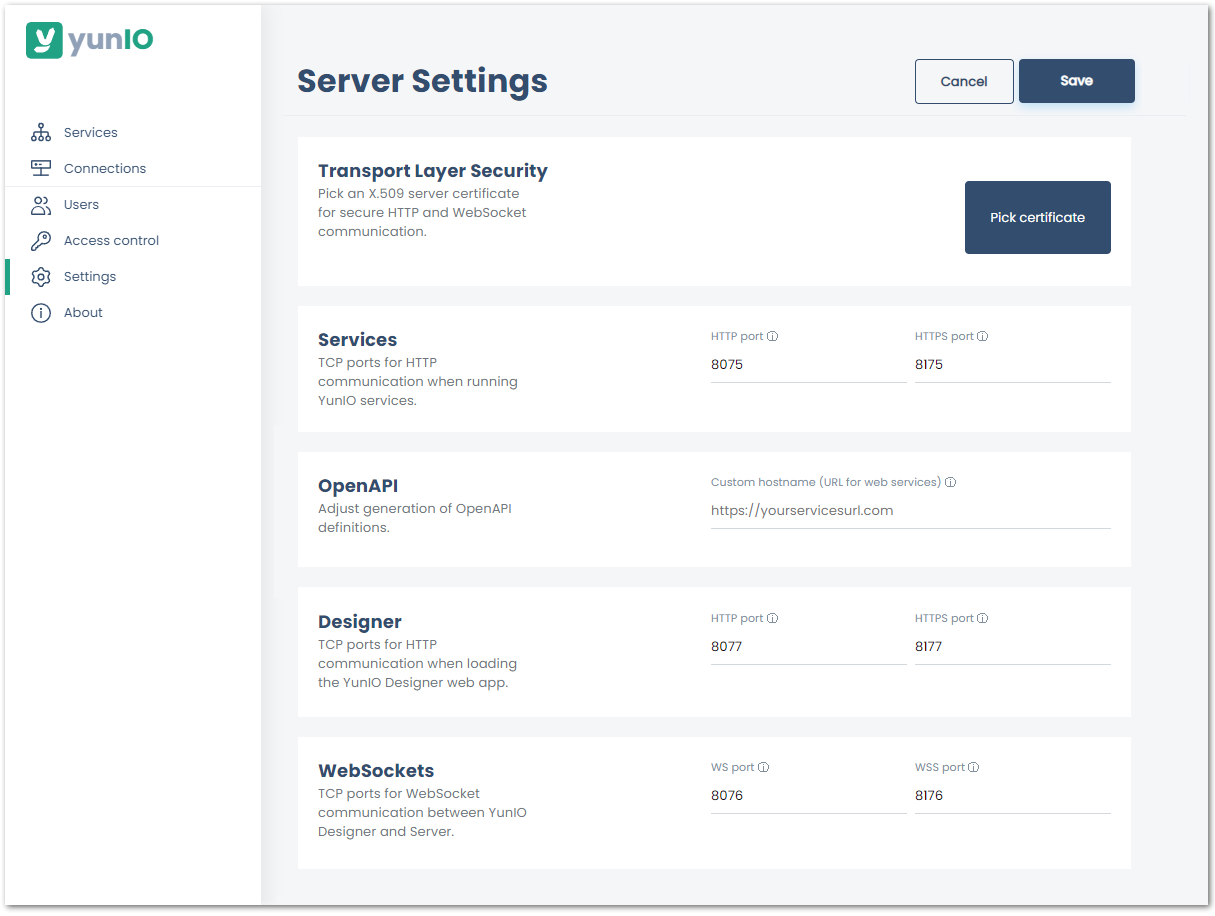 yunIO
Services
Connections
Users
Access control
Settings
About
Server Settings
Cancel
Save
Transport Layer Security
Pick an X.509 server certificate
for secure HTTP and WebSocket
communication.
Pick certificate
Services
TCP ports for HTTP
communication when running
YunIO services.
HTTP port
8075
HTTPS port
8175
OpenAPI
Adjust generation of OpenAPI
definitions.
Custom hostname (URL for web services)
https://yourservicesurl.com
Designer
TCP ports for HTTP
communication when loading
the YunIO Designer web app.
HTTP port
8077
HTTPS port
8177
WebSockets
TCP ports for WebSocket
communication between YunIO
Designer and Server.
WS port
8076
WSS port
8176